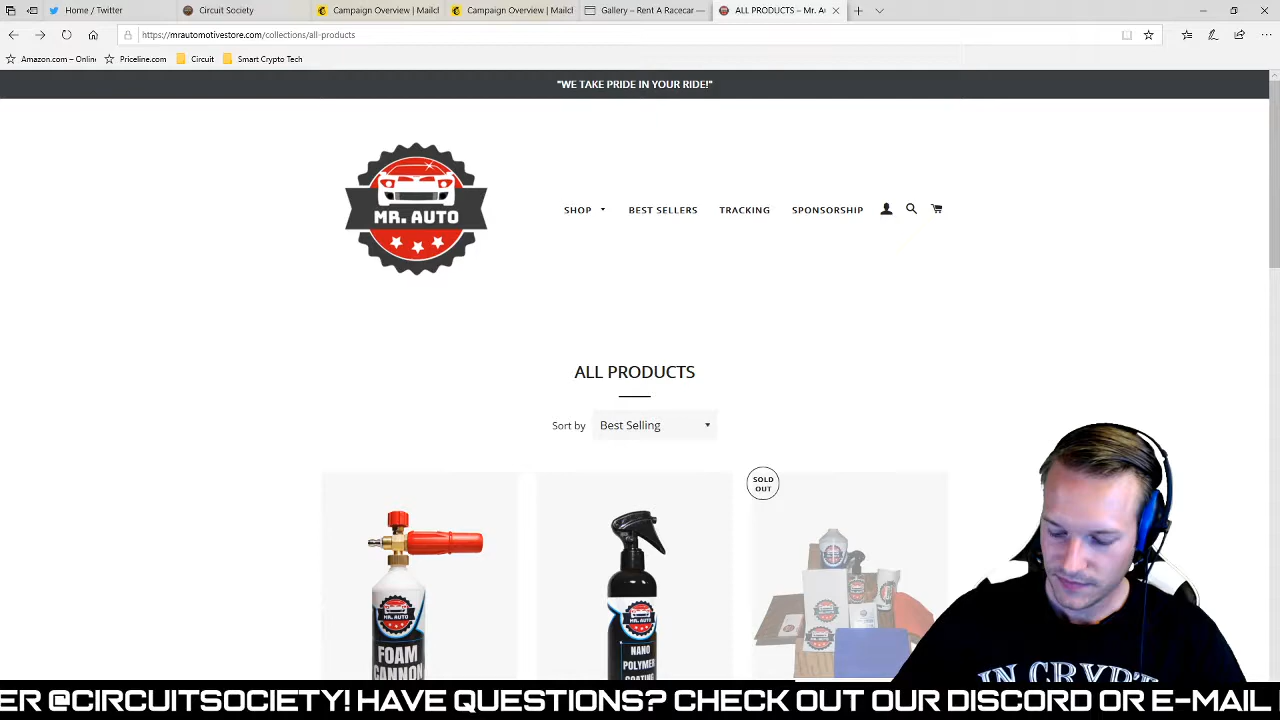 Home / Twitter
Circuit Society
Campaign Overview | Mailcl
Campaign Overview | Mailcl
Gallery – Rent A Racecar —
ALL PRODUCTS – Mr. Au
https://mrautomotivestore.com/collections/all-products
Amazon.com – Onlin
Priceline.com
Circuit
Smart Crypto Tech
"WE TAKE PRIDE IN YOUR RIDE!"
MR. AUTO
SHOP
BEST SELLERS
TRACKING
SPONSORSHIP
ALL PRODUCTS
Sort by
Best Selling
SOLD
OUT
MR. AUTO
FOAM
CANNON
MR. AUTO
NANO
POLYMER
COATING
IN CRYPT
ER @CIRCUITSOCIETY! HAVE QUESTIONS? CHECK OUT OUR DISCORD OR E-MAIL